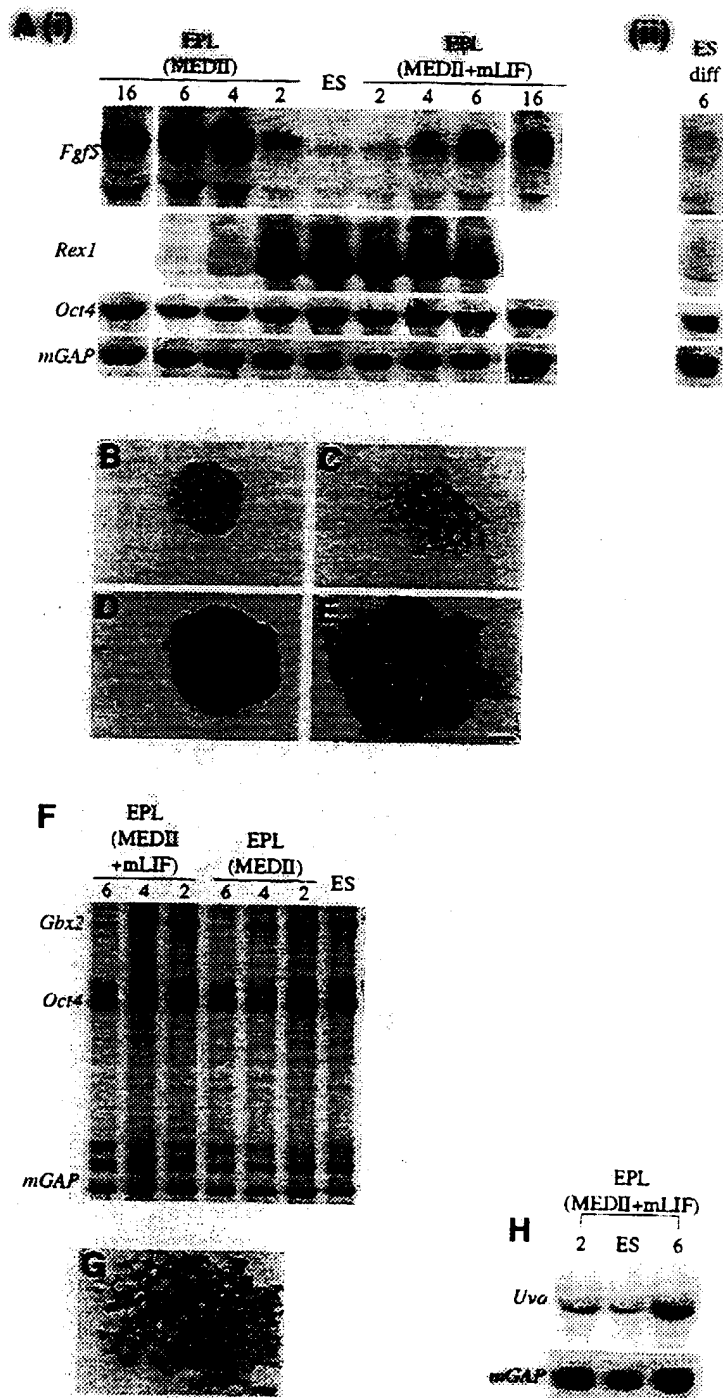 A (i)
EPL
(MEDII)
ES
EPL
(MEDII+mLIF)
16 6 4 2 2 4 6 16
Fgf5
Rex1
Oct4
mGAP
ES
diff
6
B
C
D
E
F
EPL
(MEDII
+mLIF)
EPL
(MEDII)
ES
6 4 2 6 4 2
Gbx2
Oct4
mGAP
G
H
EPL
(MEDII+mLIF)
2 ES 6
Uvo
mGAP